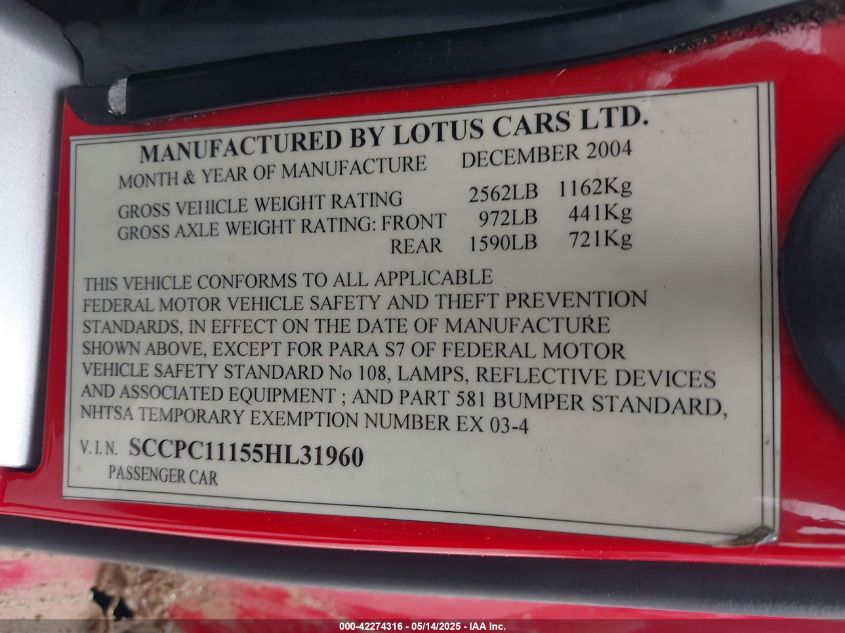 MANUFACTURED BY LOTUS CARS LTD.
MONTH & YEAR OF MANUFACTURE DECEMBER 2004
GROSS VEHICLE WEIGHT RATING 2562LB 1162Kg
GROSS AXLE WEIGHT RATING: FRONT 972LB 441Kg
REAR 1590LB 721Kg
THIS VEHICLE CONFORMS TO ALL APPLICABLE
FEDERAL MOTOR VEHICLE SAFETY AND THEFT PREVENTION
STANDARDS, IN EFFECT ON THE DATE OF MANUFACTURE
SHOWN ABOVE, EXCEPT FOR PARA S7 OF FEDERAL MOTOR
VEHICLE SAFETY STANDARD No 108, LAMPS, REFLECTIVE DEVICES
AND ASSOCIATED EQUIPMENT ; AND PART 581 BUMPER STANDARD,
NHTSA TEMPORARY EXEMPTION NUMBER EX 03-4
V.I.N. SCCPC11155HL31960
PASSENGER CAR
000-42274316 - 05/14/2025 - IAA Inc.